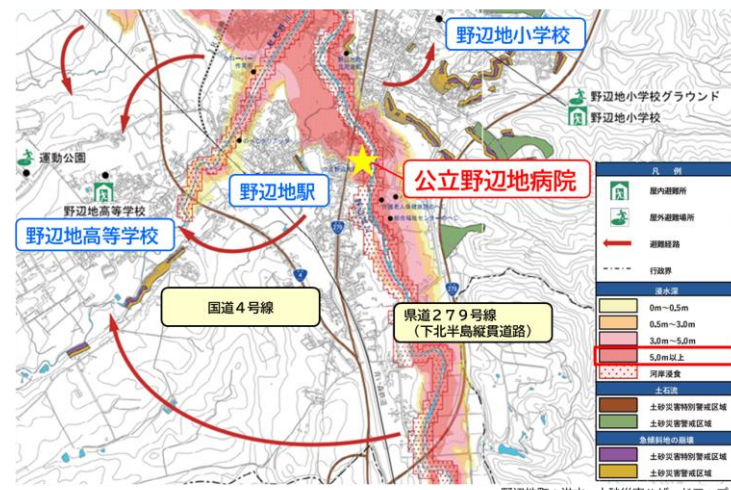 野辺地小学校
野辺地小学校グラウンド
野辺地小学校
運動公園
公立野辺地病院
野辺地駅
野辺地高等学校
野辺地高等学校
279
4
279
国道4号線
県道279号線
(下北半島縦貫道路)
凡 例
屋内避難所
屋外避難場所
避難経路
行政界
浸水深
0m~0.5m
0.5m~3.0m
3.0m~5.0m
5.0m以上
河岸浸食
土石流
土砂災害特別警戒区域
土砂災害警戒区域
急傾斜地の崩壊
土砂災害特別警戒区域
土砂災害警戒区域